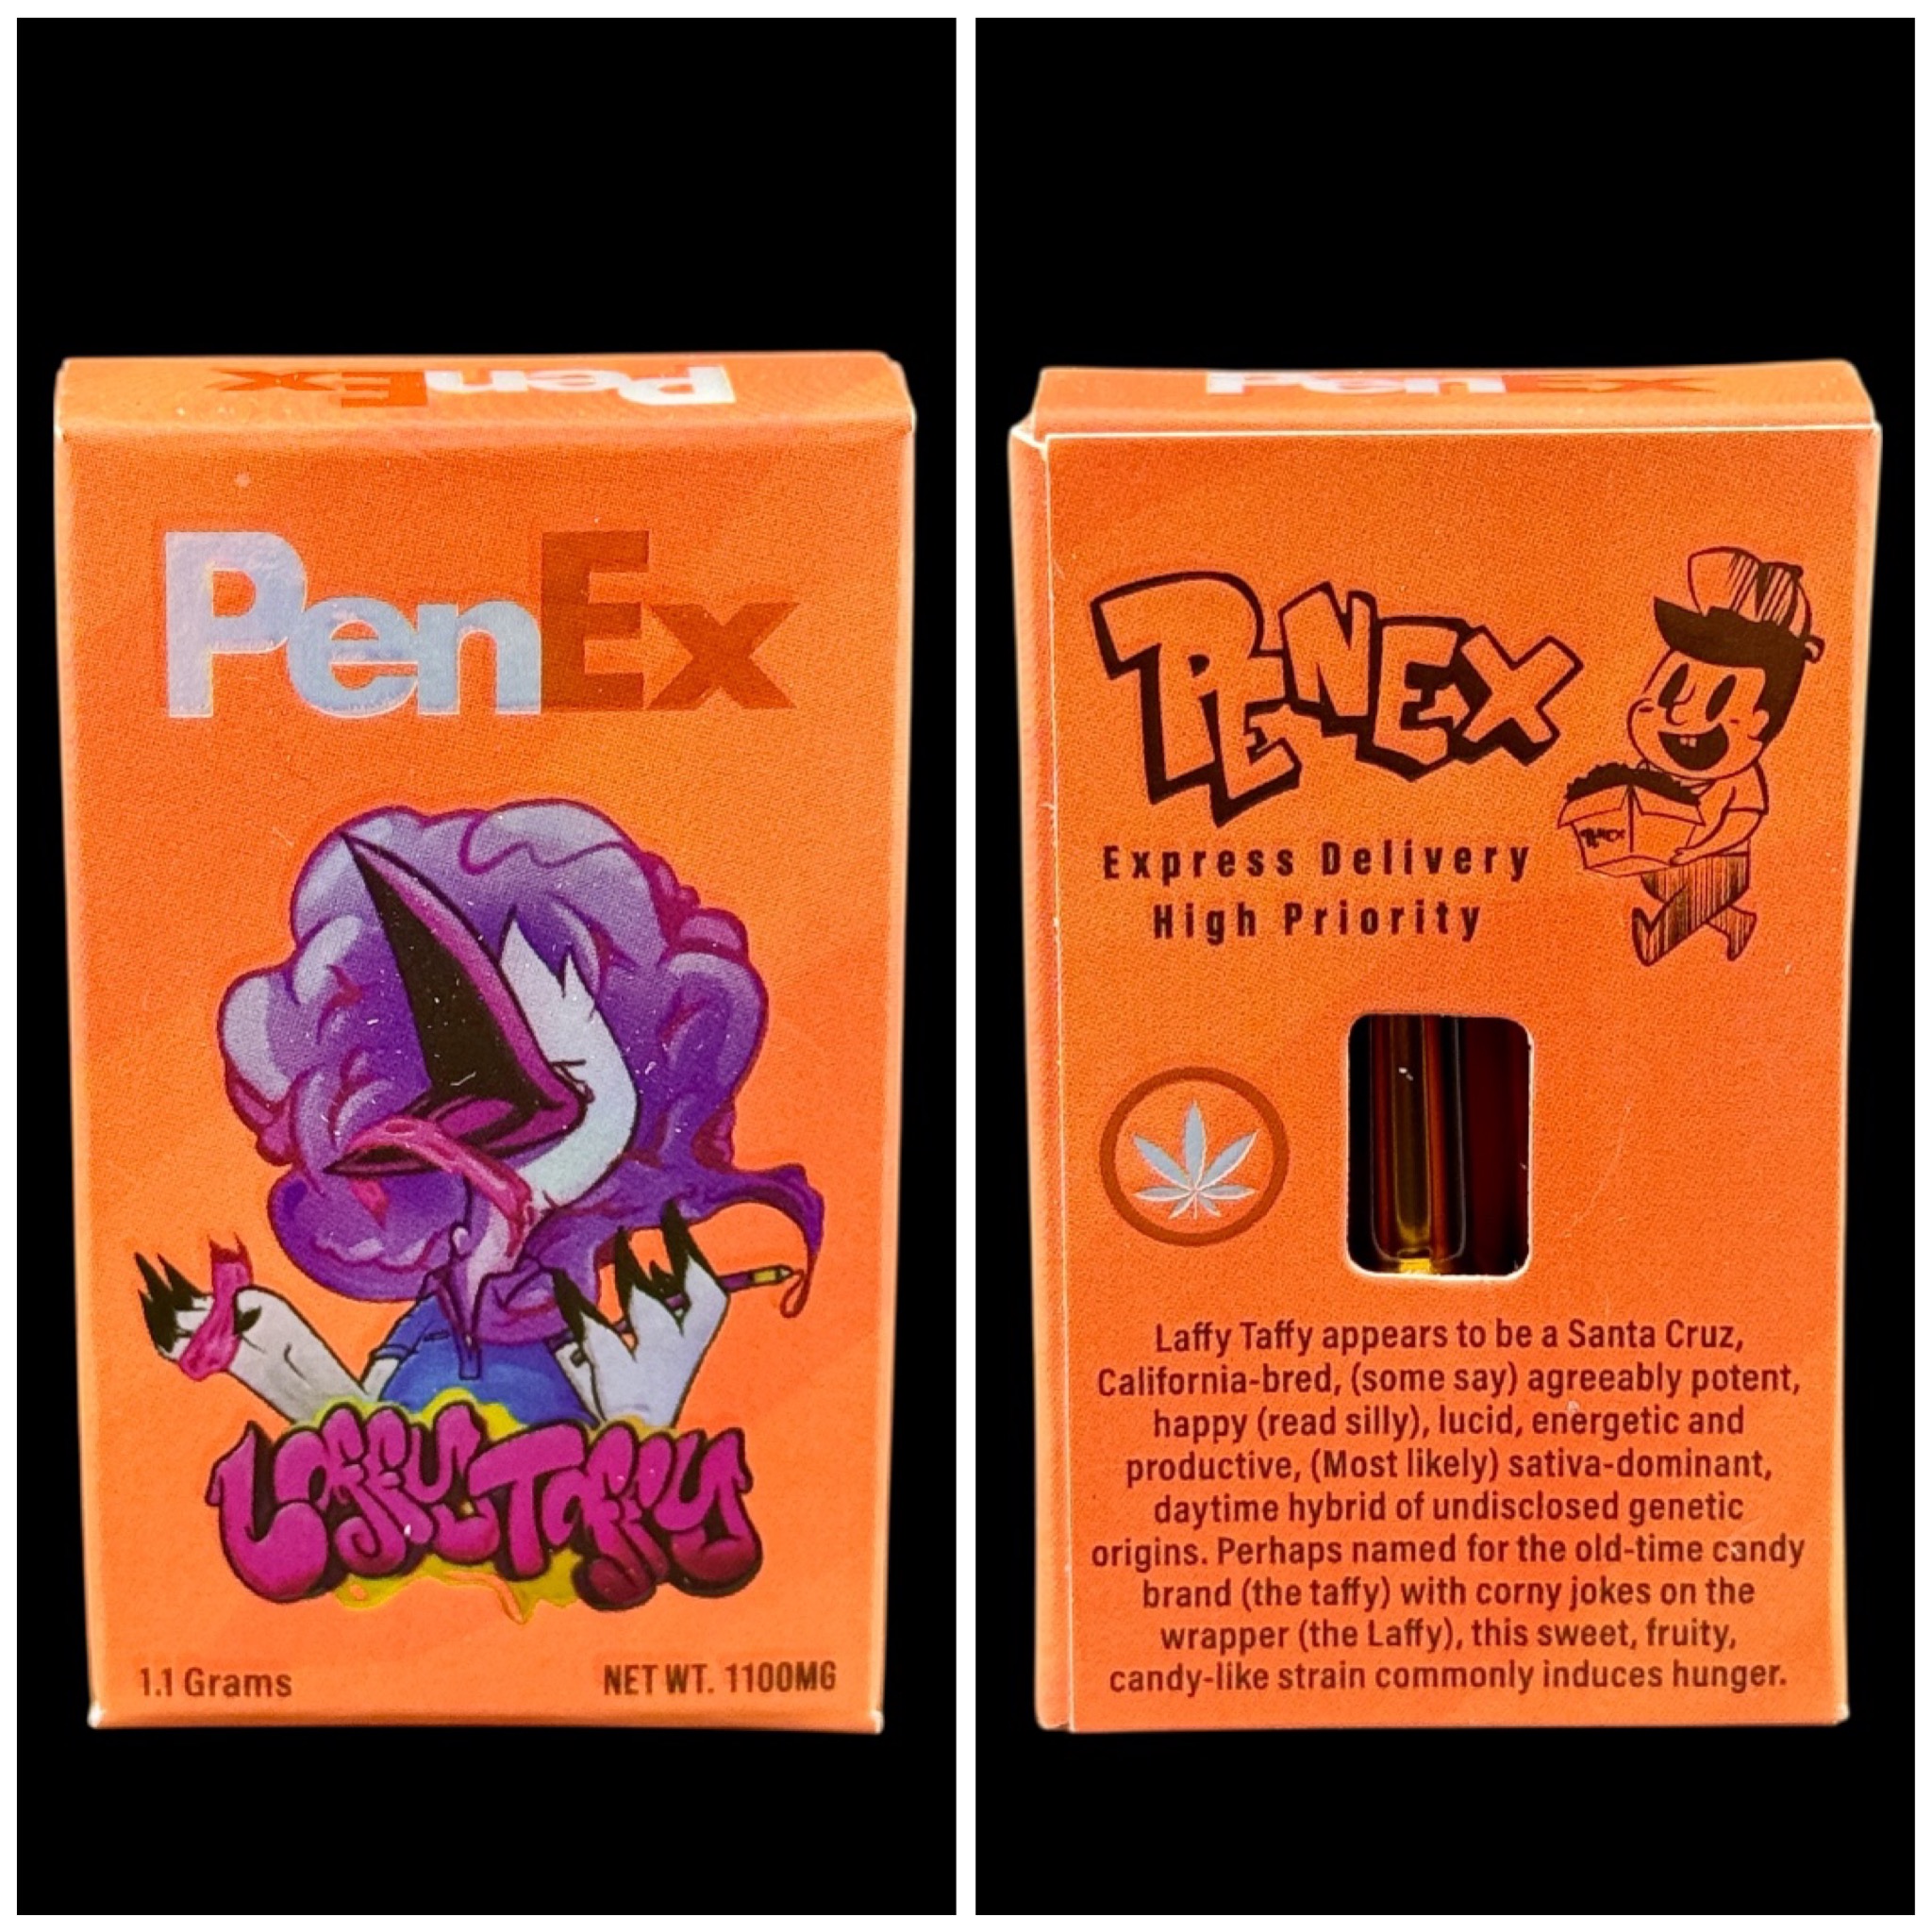 PenEx
PenEx
Laffy Taffy
1.1 Grams
NET WT. 1100MG
PenEx
PENEX
PENEX
Express Delivery
High Priority
Laffy Taffy appears to be a Santa Cruz,
California-bred, (some say) agreeably potent,
happy (read silly), lucid, energetic and
productive, (Most likely) sativa-dominant,
daytime hybrid of undisclosed genetic
origins. Perhaps named for the old-time candy
brand (the taffy) with corny jokes on the
wrapper (the Laffy), this sweet, fruity,
candy-like strain commonly induces hunger.